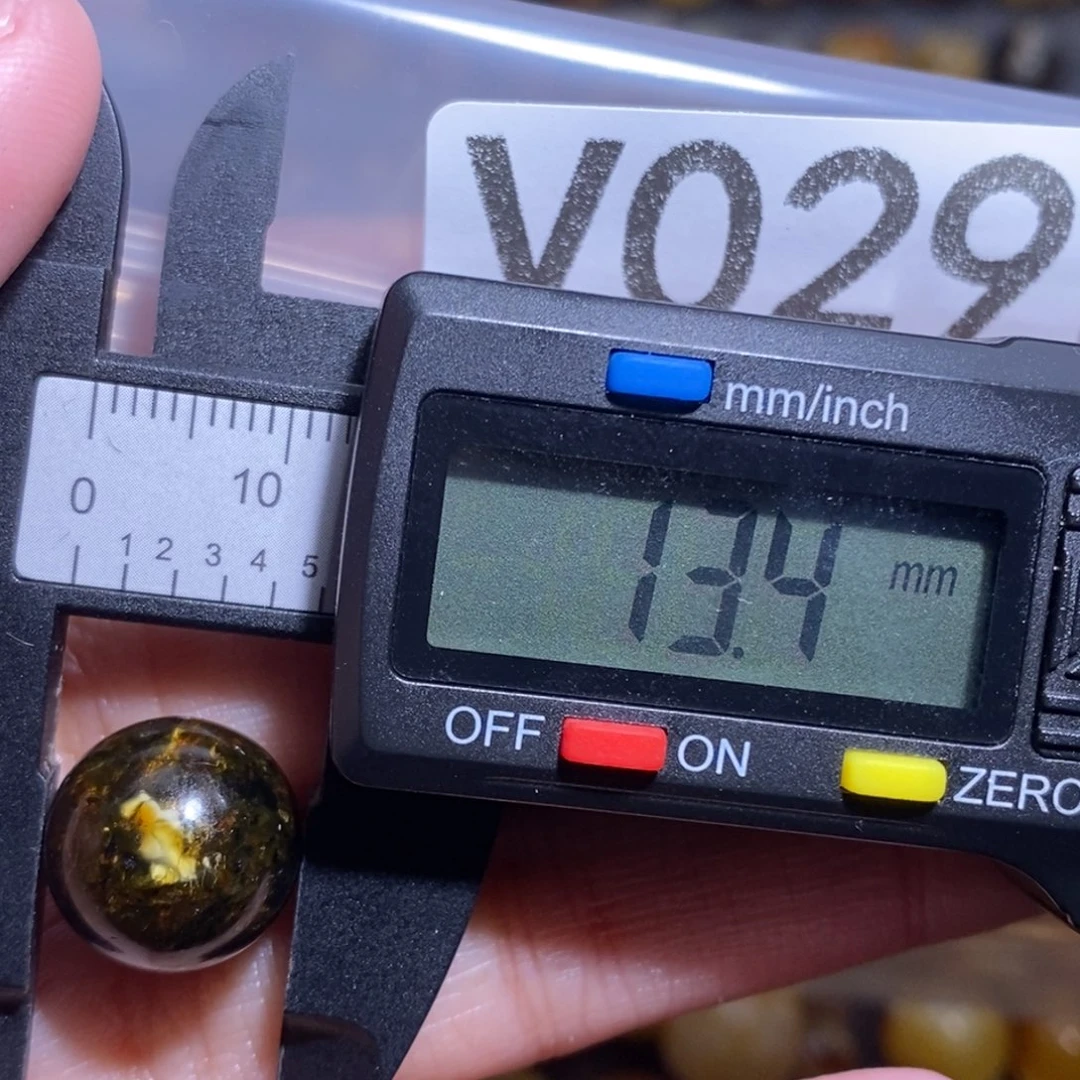 V029
mm/inch
0 10
1 2 3 4 5
13.4 mm
OFF ON ZERO